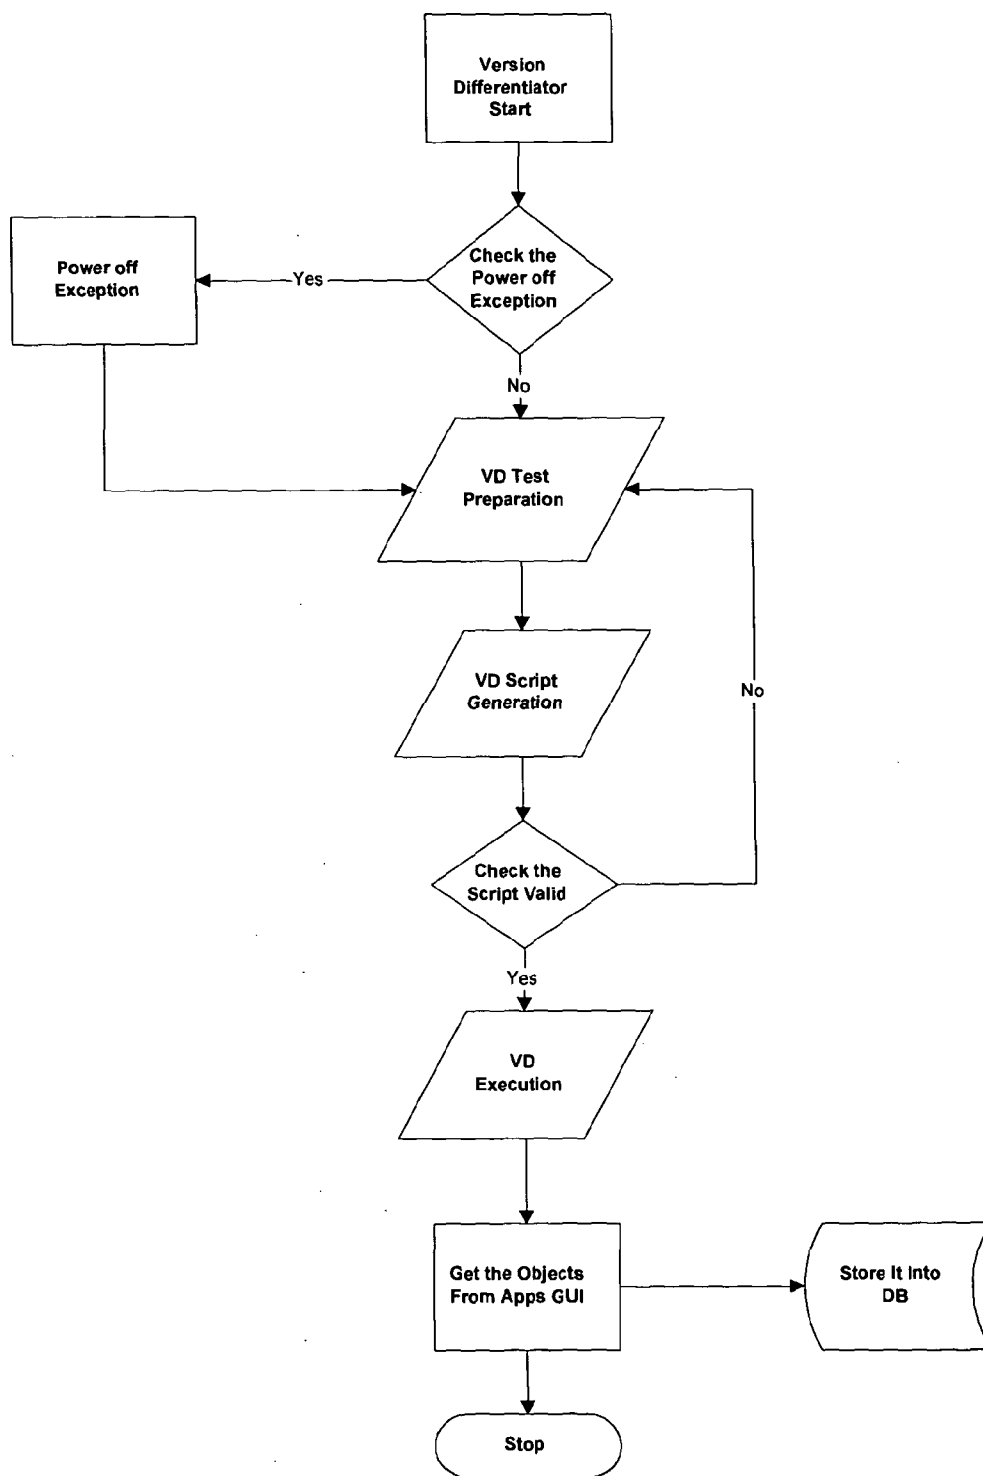 Version
Differentiator
Start
Check the
Power off
Exception
Yes
Power off
Exception
No
VD Test
Preparation
VD Script
Generation
No
Check the
Script Valid
Yes
VD
Execution
Get the Objects
From Apps GUI
Store It Into
DB
Stop